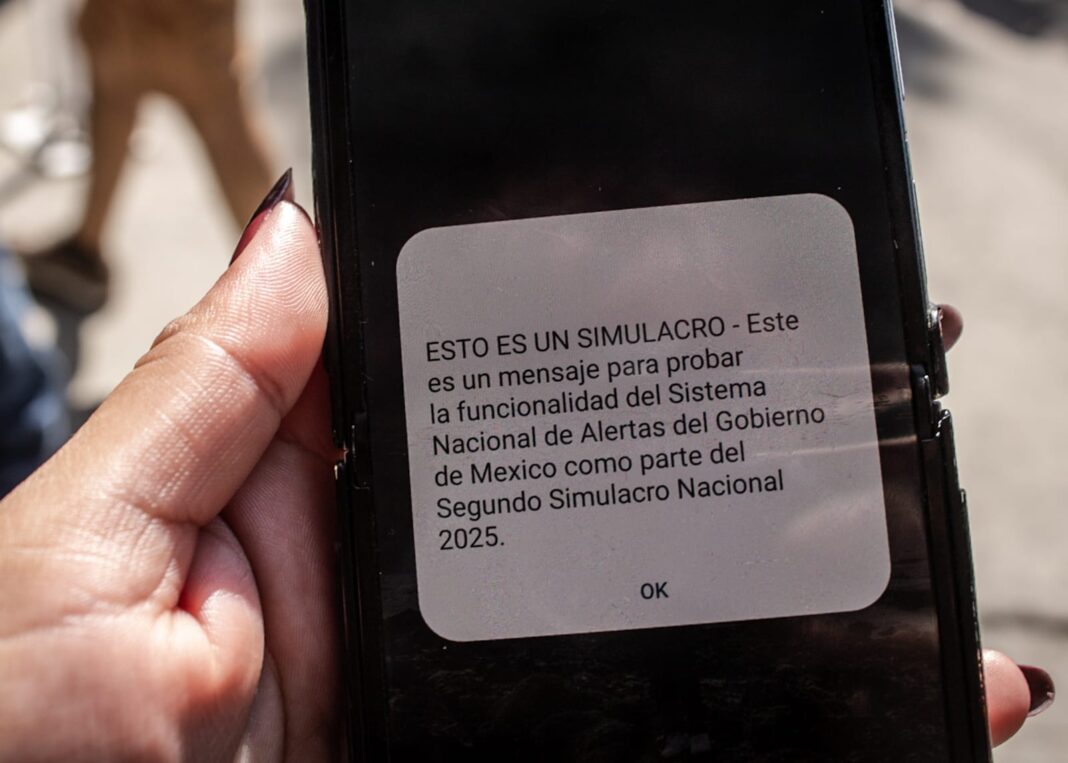 ESTO ES UN SIMULACRO - Este
es un mensaje para probar
la funcionalidad del Sistema
Nacional de Alertas del Gobierno
de Mexico como parte del
Segundo Simulacro Nacional
2025.
OK